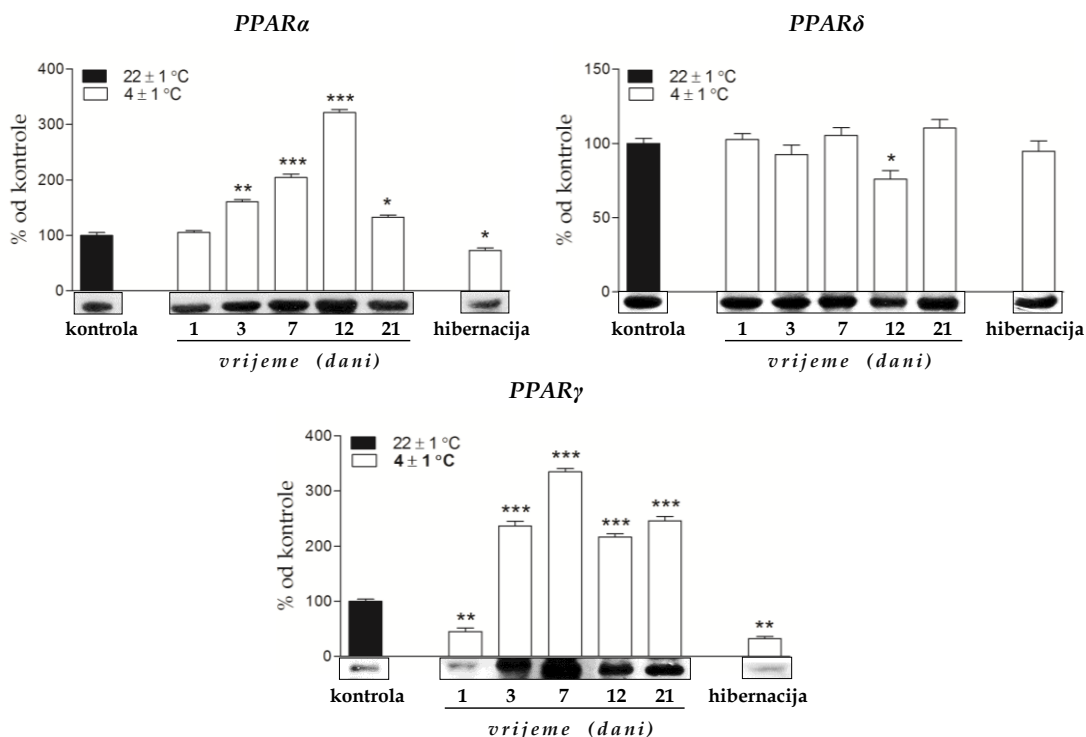 PPARα
% od kontrole
400
300
200
100
0
22 ± 1 °C
4 ± 1 °C
**
***
***
*
*
kontrola
1 3 7 12 21
hibernacija
vrijeme (dani)
PPARδ
% od kontrole
150
100
50
0
22 ± 1 °C
4 ± 1 °C
*
kontrola
1 3 7 12 21
hibernacija
vrijeme (dani)
PPARγ
% od kontrole
400
300
200
100
0
22 ± 1 °C
4 ± 1 °C
**
***
***
***
***
**
kontrola
1 3 7 12 21
hibernacija
vrijeme (dani)